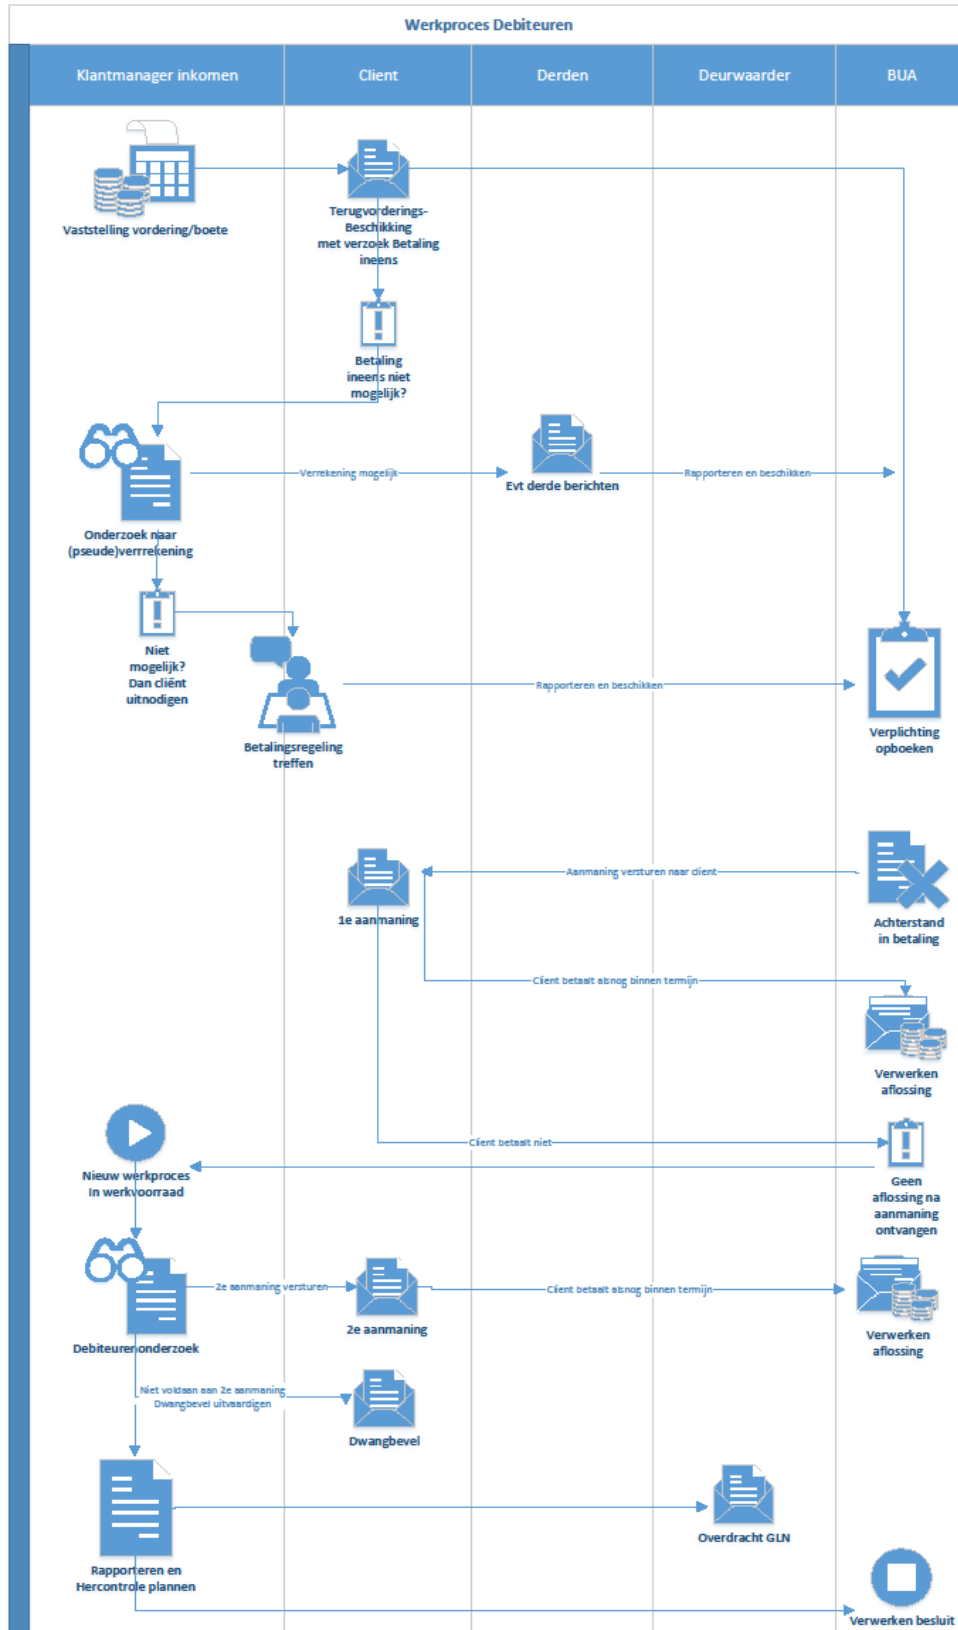 Werkproces Debiteuren
Klantmanager inkomen
Client
Derden
Deurwaarder
BUA
Vaststelling vordering/boete
Terugvorderings-
Beschikking
met verzoek Betaling
ineens
Betaling
ineens niet
mogelijk?
Onderzoek naar
(pseude)verrrekening
Verrekening mogelijk
Evt derde berichten
Rapporteren en beschikken
Niet
mogelijk?
Dan cliënt
uitnodigen
Betalingsregeling
treffen
Rapporteren en beschikken
Verplichting
opboeken
1e aanmaning
Aanmaning versturen naar client
Achterstand
in betaling
Client betaalt alsnog binnen termijn
Verwerken
aflossing
Nieuw werkproces
In werkvoorraad
Client betaalt niet
Geen
aflossing na
aanmaning
ontvangen
Debiteurenonderzoek
2e aanmaning versturen
2e aanmaning
Client betaalt alsnog binnen termijn
Verwerken
aflossing
Niet voldaan aan 2e aanmaning
Dwangbevel uitvaardigen
Dwangbevel
Rapporteren en
Hercontrole plannen
Overdracht GLN
Verwerken besluit